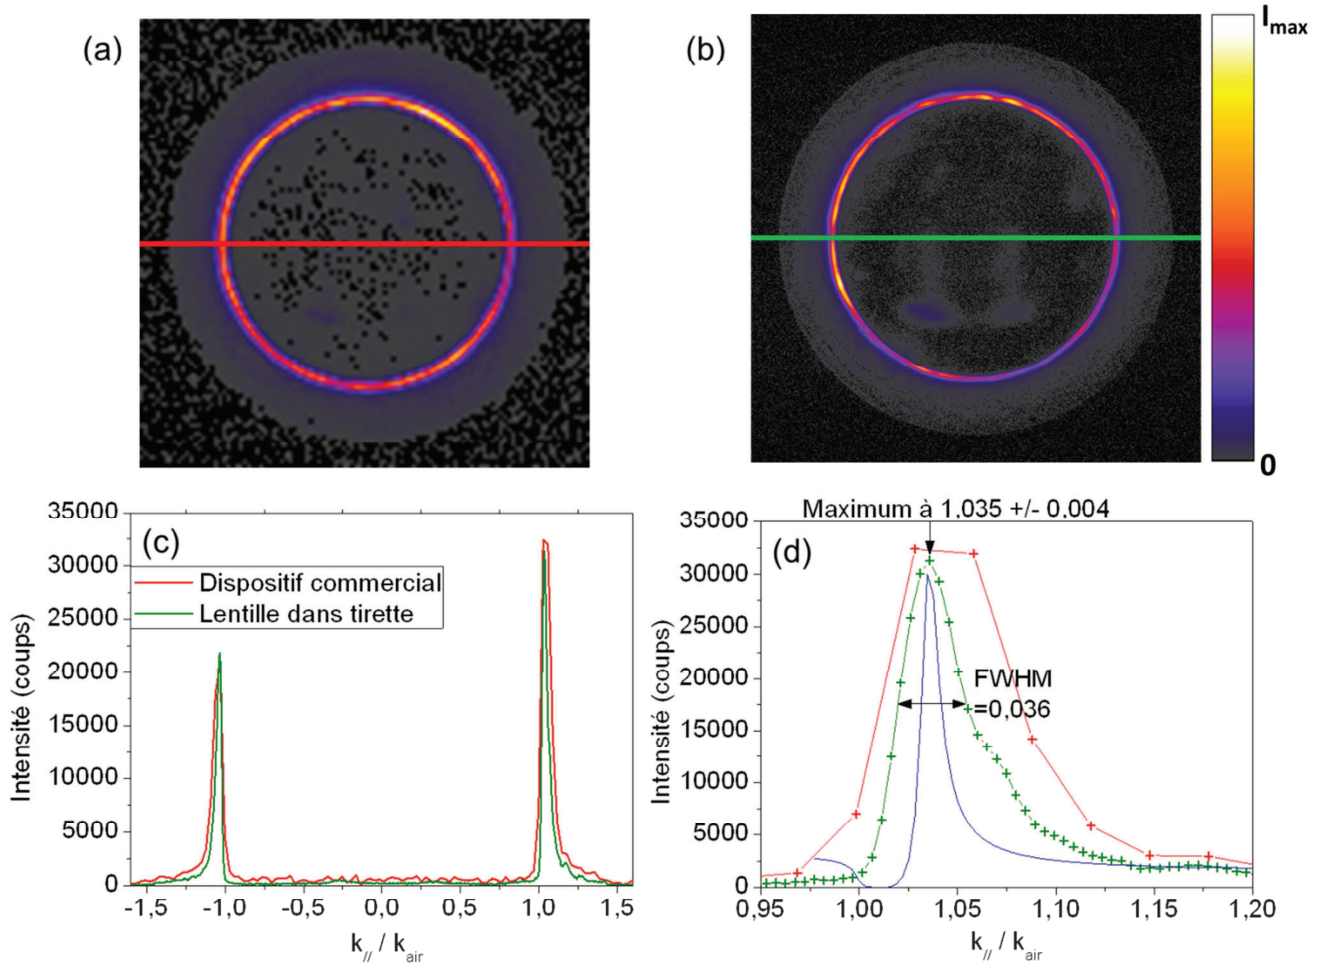 (a)
(b)
I max
0
(c)
35000
30000
25000
20000
15000
10000
5000
0
Intensité (coups)
Dispositif commercial
Lentille dans tirette
-1,5 -1,0 -0,5 0,0 0,5 1,0 1,5
k// / kair
Maximum à 1,035 +/- 0,004
(d)
35000
30000
25000
20000
15000
10000
5000
0
Intensité (coups)
FWHM
=0,036
0,95 1,00 1,05 1,10 1,15 1,20
k// / kair